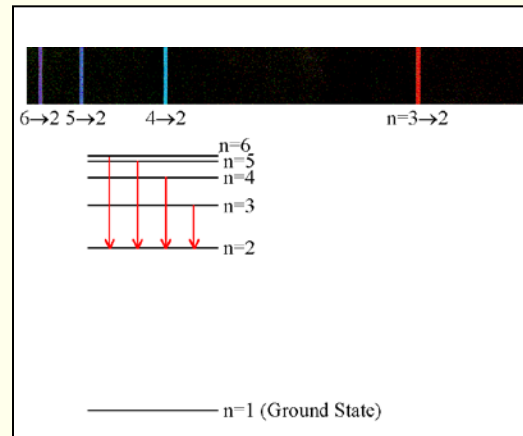 6→2 5→2 4→2 n=3→2
n=6
n=5
n=4
n=3
n=2
n=1 (Ground State)